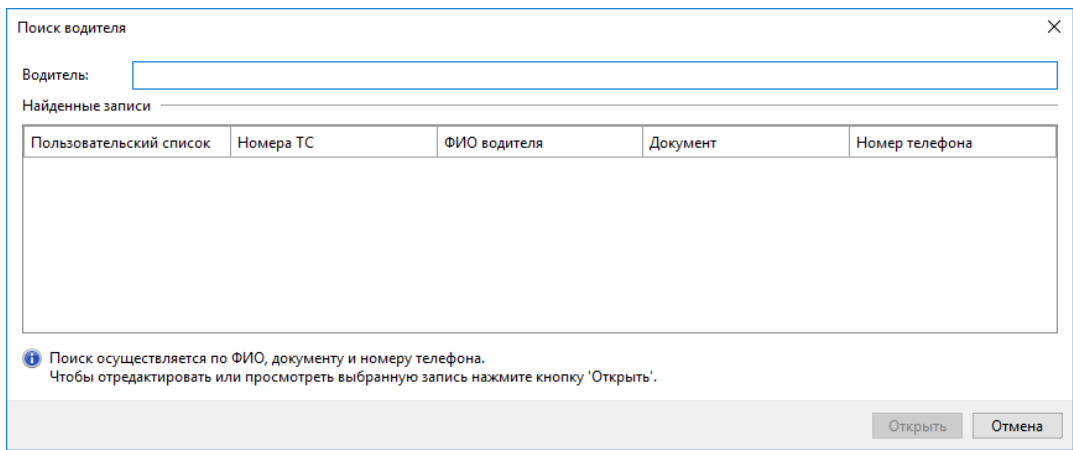 Поиск водителя
Водитель:
Найденные записи
Пользовательский список Номера ТС ФИО водителя Документ Номер телефона
Поиск осуществляется по ФИО, документу и номеру телефона.
Чтобы отредактировать или просмотреть выбранную запись нажмите кнопку 'Открыть'.
Открыть Отмена